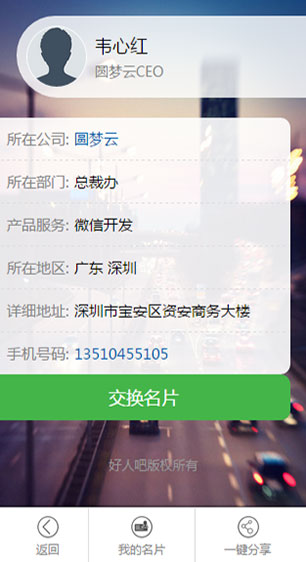 韦心红
圆梦云CEO
所在公司: 圆梦云
所在部门: 总裁办
产品服务: 微信开发
所在地区: 广东 深圳
详细地址: 深圳市宝安区资安商务大楼
手机号码: 13510455105
交换名片
好人吧版权所有
返回 我的名片 一键分享